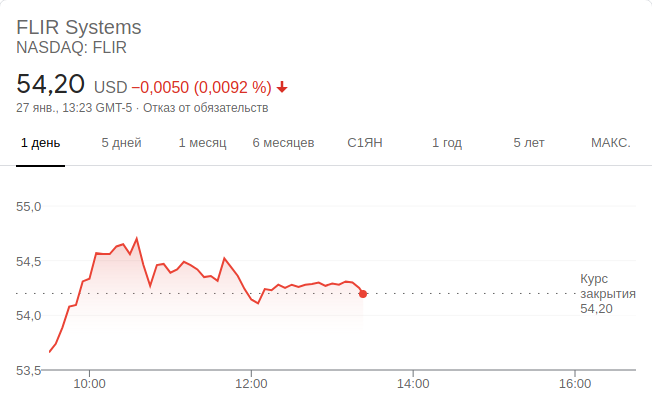 FLIR Systems
NASDAQ: FLIR
54,20 USD −0,0050 (0,0092 %)
27 янв., 13:23 GMT-5 · Отказ от обязательств
1 день 5 дней 1 месяц 6 месяцев С1ЯН 1 год 5 лет МАКС.
55,0
54,5
Курс
закрытия
54,20
54,0
53,5
10:00 12:00 14:00 16:00